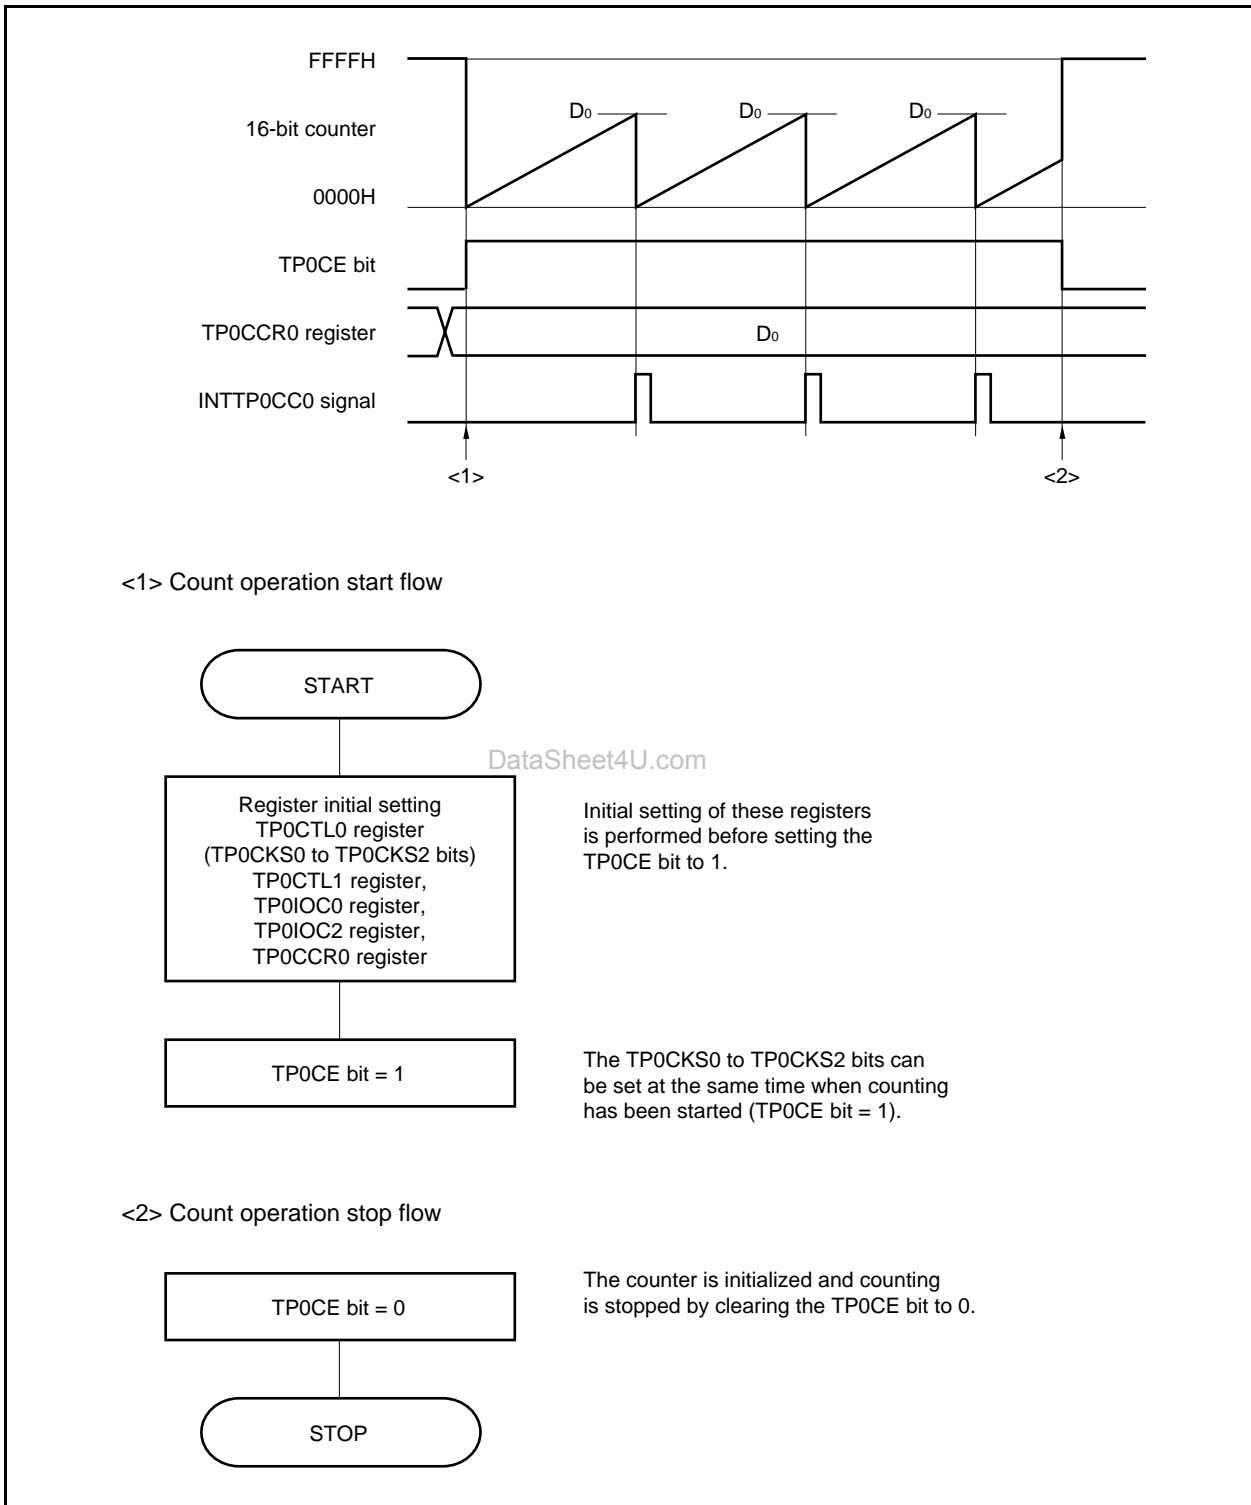 FFFFH
D0 D0 D0
16-bit counter
0000H
TP0CE bit
TP0CCR0 register
D0
INTTP0CC0 signal
<1> <2>
<1> Count operation start flow
START
DataSheet4U.com
Register initial setting
TP0CTL0 register
(TP0CKS0 to TP0CKS2 bits)
TP0CTL1 register,
TP0IOC0 register,
TP0IOC2 register,
TP0CCR0 register
Initial setting of these registers
is performed before setting the
TP0CE bit to 1.
TP0CE bit = 1
The TP0CKS0 to TP0CKS2 bits can
be set at the same time when counting
has been started (TP0CE bit = 1).
<2> Count operation stop flow
TP0CE bit = 0
The counter is initialized and counting
is stopped by clearing the TP0CE bit to 0.
STOP